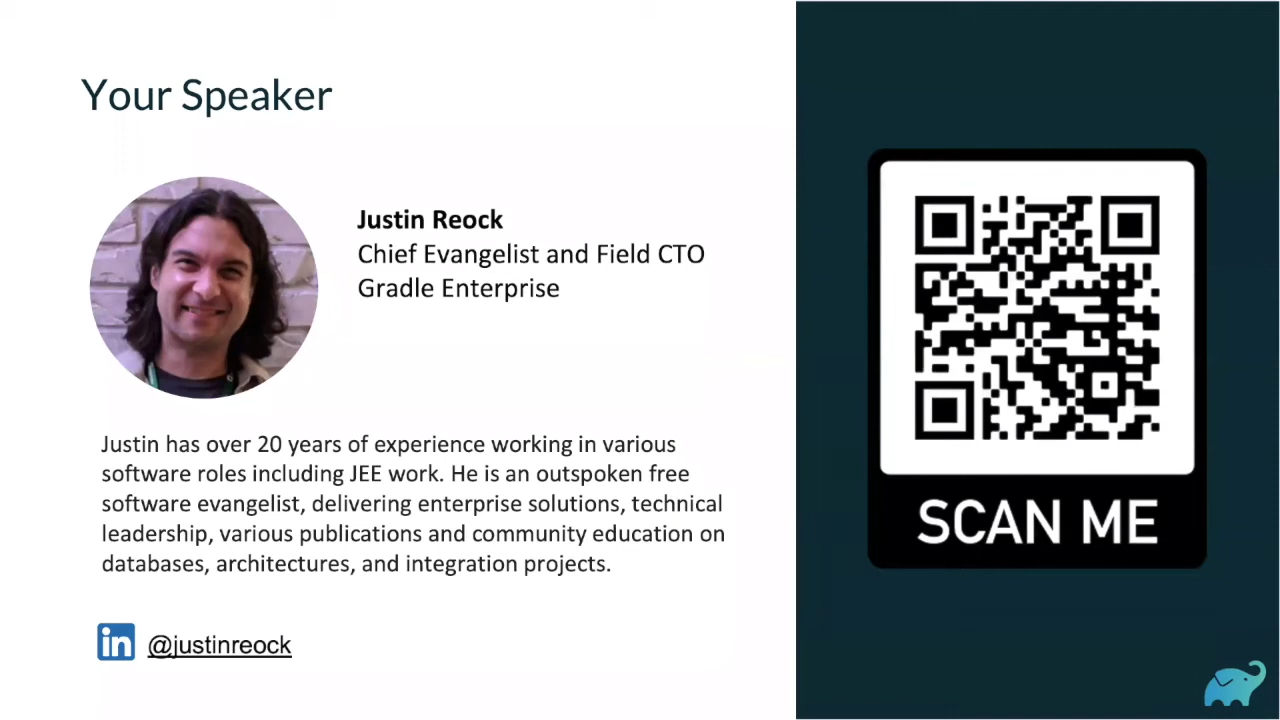 Your Speaker
Justin Reock
Chief Evangelist and Field CTO
Gradle Enterprise
Justin has over 20 years of experience working in various
software roles including JEE work. He is an outspoken free
software evangelist, delivering enterprise solutions, technical
leadership, various publications and community education on
databases, architectures, and integration projects.
in @justinreock
SCAN ME